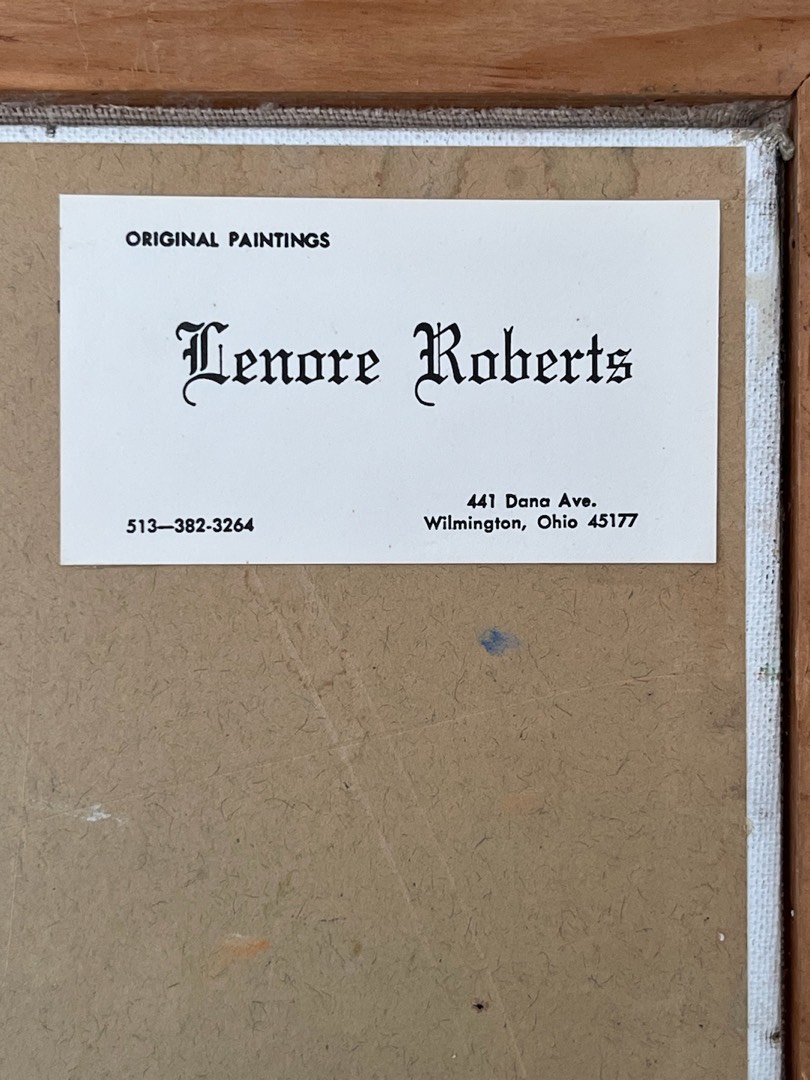 ORIGINAL PAINTINGS
Lenore Roberts
513—382-3264
441 Dana Ave.
Wilmington, Ohio 45177